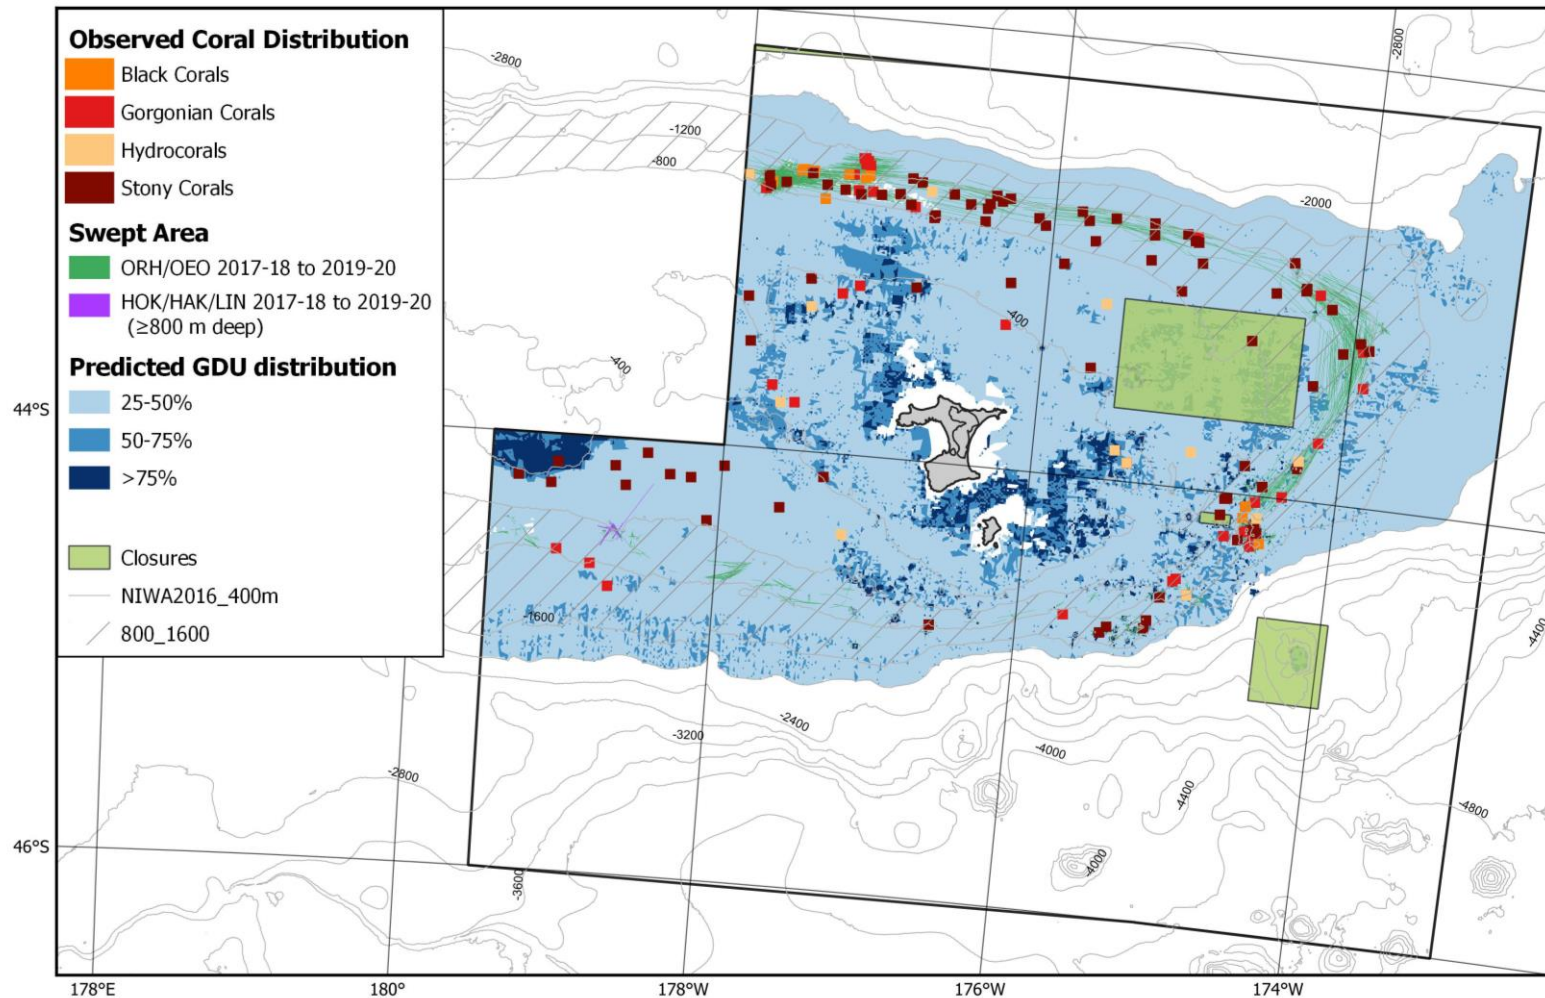 Observed Coral Distribution
Black Corals
Gorgonian Corals
Hydrocorals
Stony Corals
Swept Area
ORH/OEO 2017-18 to 2019-20
HOK/HAK/LIN 2017-18 to 2019-20
(≥800 m deep)
Predicted GDU distribution
25-50%
50-75%
>75%
Closures
NIWA2016_400m
800_1600
-2800
-2800
-1200
-800
-2000
-400
-400
44°S
-1600
-4400
-2400
-3200
-4000
-2800
-4400
-4800
46°S
-4000
-3600
178°E
180°
178°W
176°W
174°W